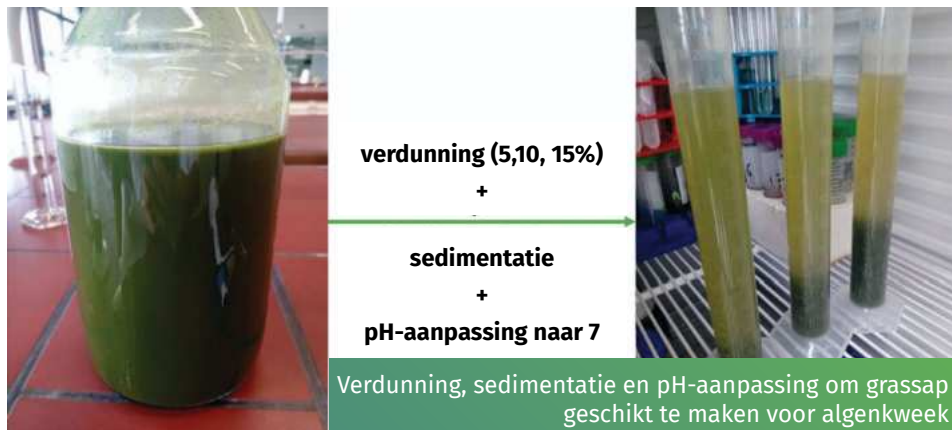 verdunning (5,10, 15%)
+
sedimentatie
+
pH-aanpassing naar 7
Verdunning, sedimentatie en pH-aanpassing om grassap
geschikt te maken voor algenkweek